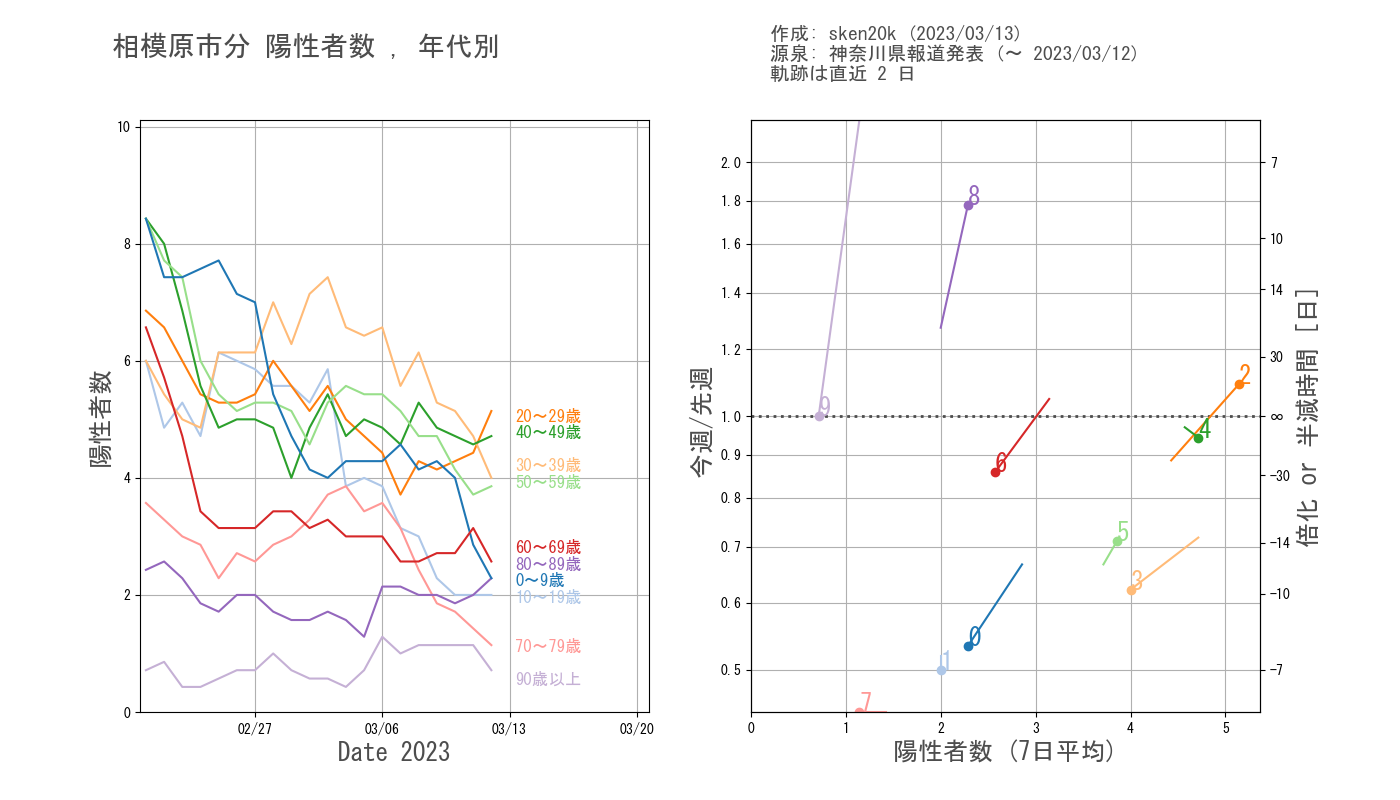 相模原市分 陽性者数 , 年代別
作成: sken20k (2023/03/13)
源泉: 神奈川県報道発表 (〜 2023/03/12)
軌跡は直近 2 日
陽性者数
10
8
6
4
2
0
02/27
03/06
03/13
03/20
Date 2023
20〜29歳
40〜49歳
30〜39歳
50〜59歳
60〜69歳
80〜89歳
0〜9歳
10〜19歳
70〜79歳
90歳以上
今週/先週
2.0
1.8
1.6
1.4
1.2
1.0
0.9
0.8
0.7
0.6
0.5
8
9
2
4
6
5
3
0
1
7
0
1
2
3
4
5
陽性者数 (7日平均)
7
10
14
30
∞
−30
−14
−10
−7
倍化 or 半減時間 [日]